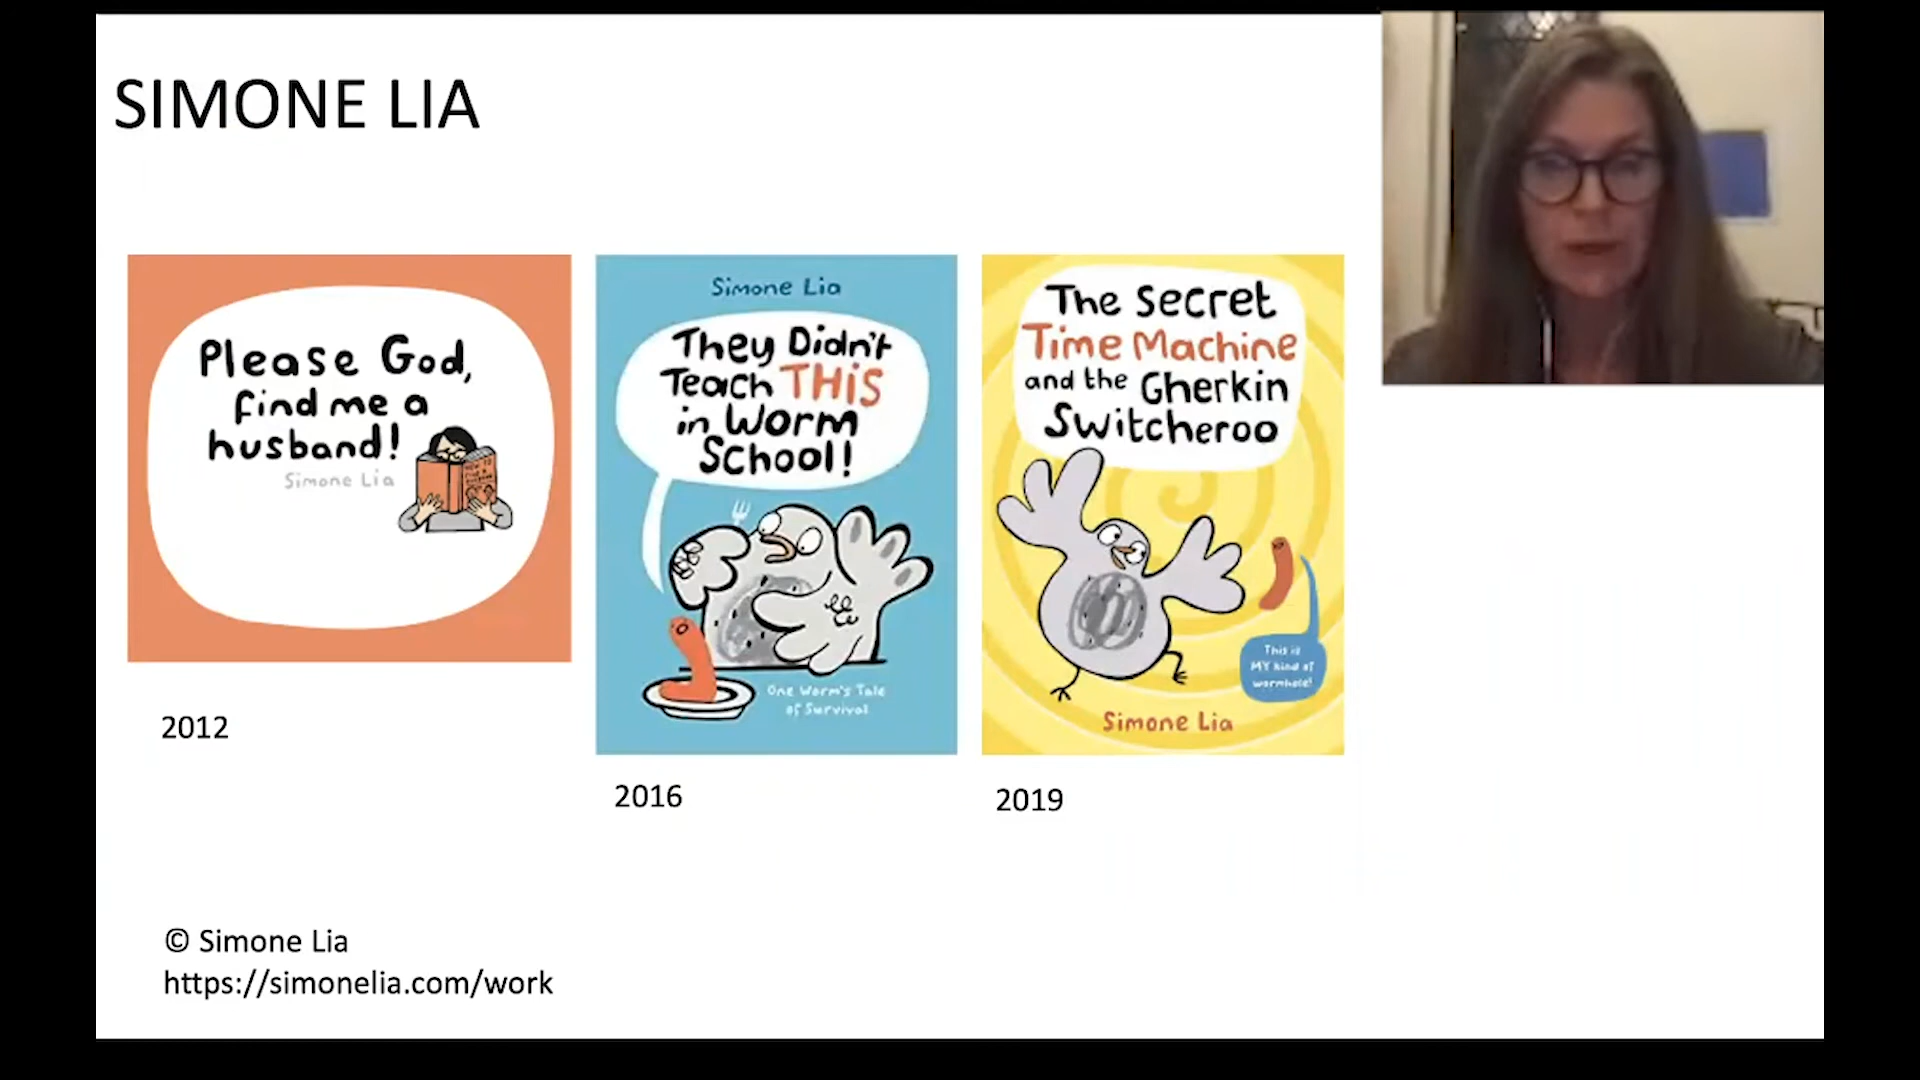 SIMONE LIA
Please God,
find me a
husband!
Simone Lia
2012
Simone Lia
They Didn't
Teach THIS
in Worm
School!
One Worm's Tale
of Survival
2016
The Secret
Time Machine
and the Gherkin
Switcheroo
This is
MY kind of
wormhole!
Simone Lia
2019
© Simone Lia
https://simonelia.com/work